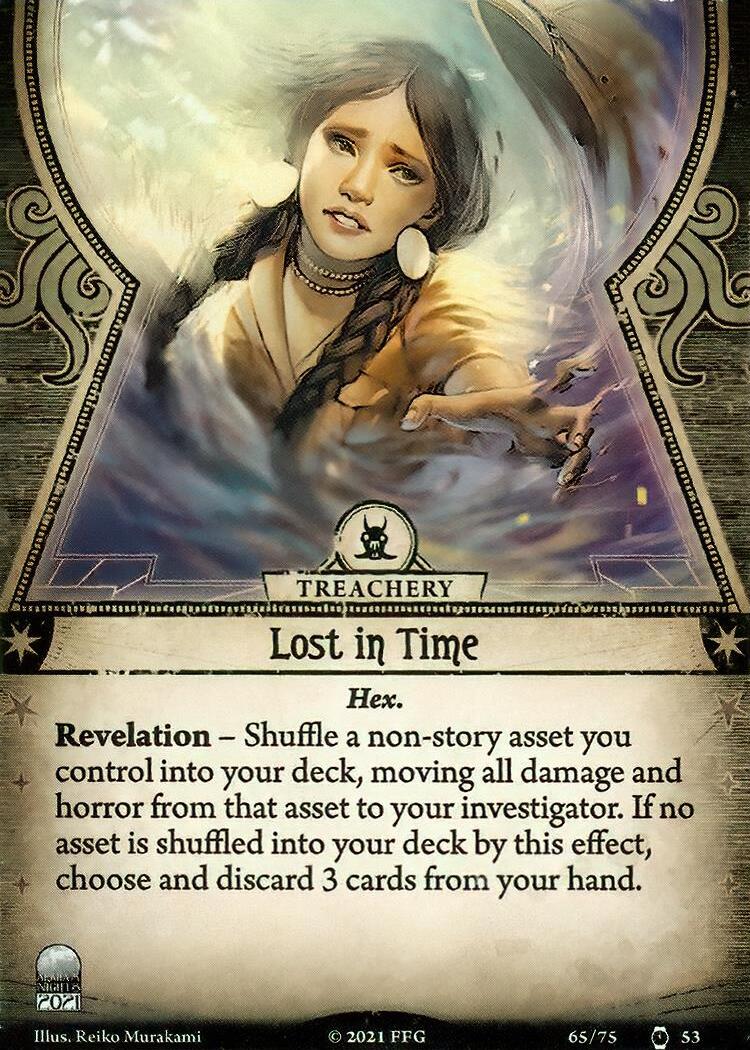 TREACHERY
Lost in Time
Hex.
Revelation – Shuffle a non-story asset you
control into your deck, moving all damage and
horror from that asset to your investigator. If no
asset is shuffled into your deck by this effect,
choose and discard 3 cards from your hand.
NIGHTS
2021
Illus. Reiko Murakami
© 2021 FFG
65/75
53